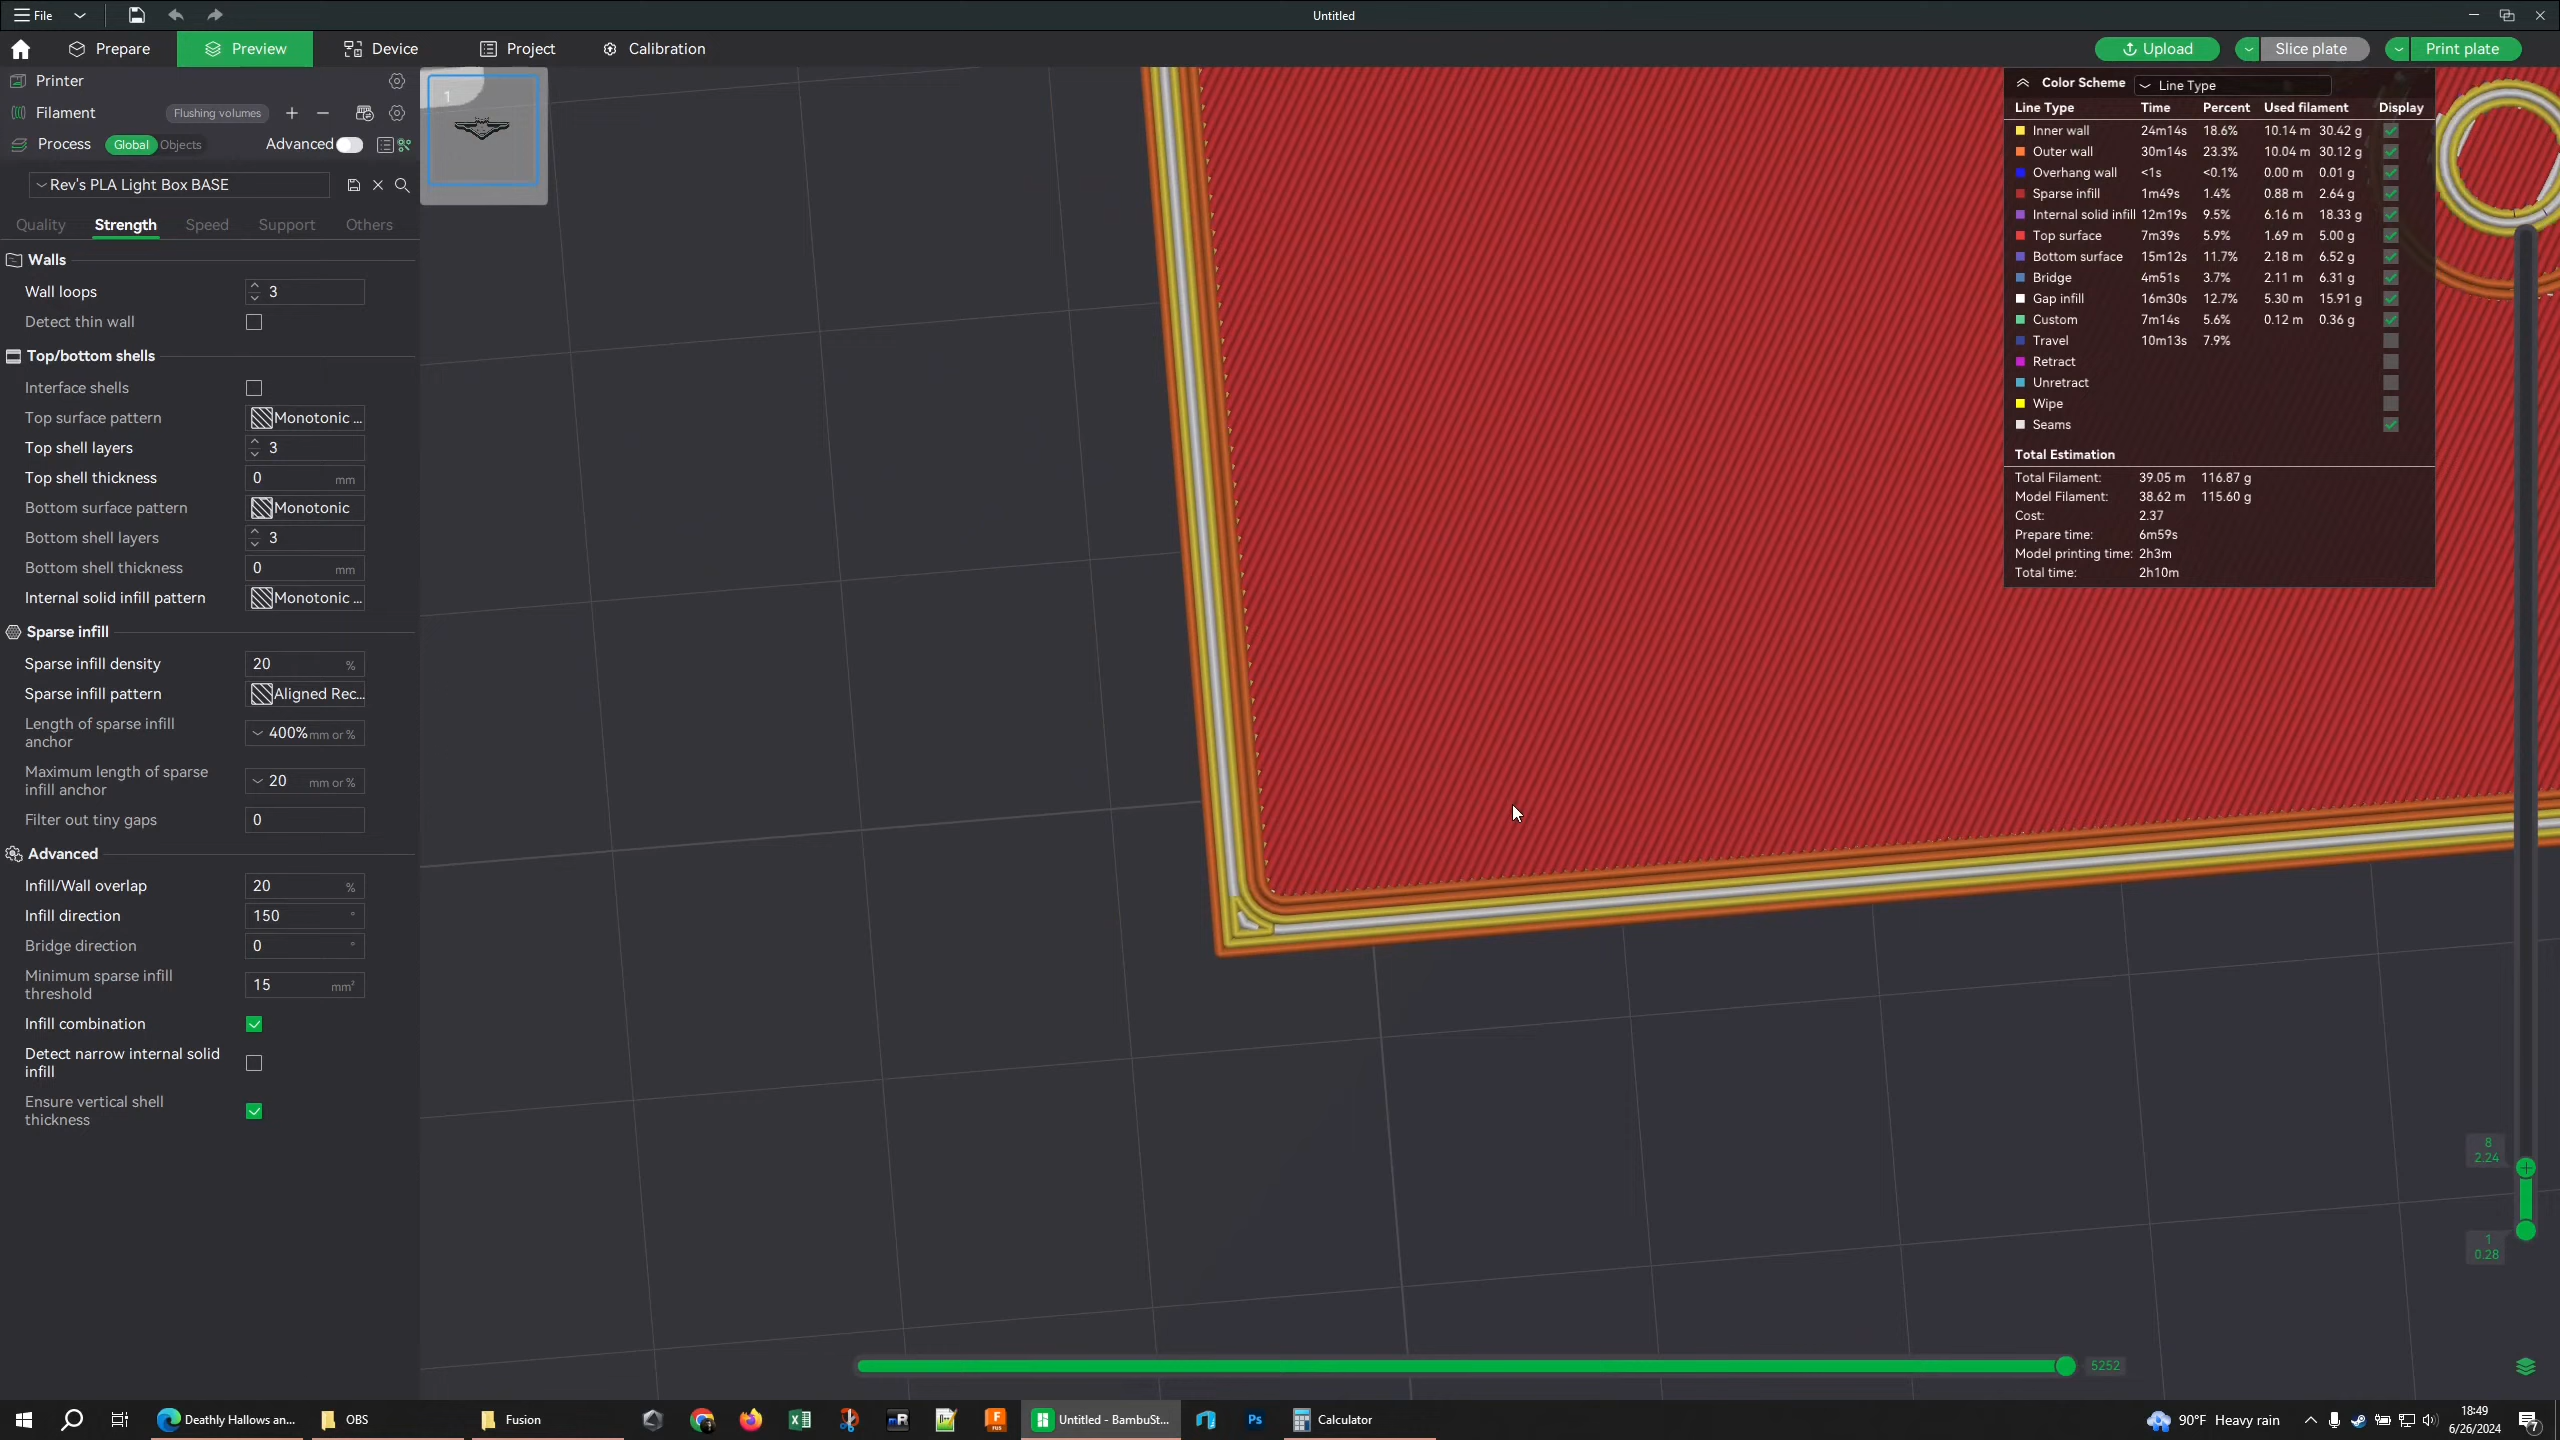 File
Untitled
Prepare
Preview
Device
Project
Calibration
Upload
Slice plate
Print plate
Printer
Filament
Flushing volumes
Process
Global
Objects
Advanced
Rev's PLA Light Box BASE
Quality
Strength
Speed
Support
Others
Walls
Wall loops 3
Detect thin wall
Top/bottom shells
Interface shells
Top surface pattern Monotonic ...
Top shell layers 3
Top shell thickness 0 mm
Bottom surface pattern Monotonic
Bottom shell layers 3
Bottom shell thickness 0 mm
Internal solid infill pattern Monotonic ...
Sparse infill
Sparse infill density 20 %
Sparse infill pattern Aligned Rec...
Length of sparse infill
anchor
400% mm or %
Maximum length of sparse
infill anchor
20 mm or %
Filter out tiny gaps 0
Advanced
Infill/Wall overlap 20 %
Infill direction 150 °
Bridge direction 0 °
Minimum sparse infill
threshold
15 mm²
Infill combination
Detect narrow internal solid
infill
Ensure vertical shell
thickness
1
Color Scheme Line Type
Line Type Time Percent Used filament Display
Inner wall 24m14s 18.6% 10.14 m 30.42 g
Outer wall 30m14s 23.3% 10.04 m 30.12 g
Overhang wall <1s <0.1% 0.00 m 0.01 g
Sparse infill 1m49s 1.4% 0.88 m 2.64 g
Internal solid infill 12m19s 9.5% 6.16 m 18.33 g
Top surface 7m39s 5.9% 1.69 m 5.00 g
Bottom surface 15m12s 11.7% 2.18 m 6.52 g
Bridge 4m51s 3.7% 2.11 m 6.31 g
Gap infill 16m30s 12.7% 5.30 m 15.91 g
Custom 7m14s 5.6% 0.12 m 0.36 g
Travel 10m13s 7.9%
Retract
Unretract
Wipe
Seams
Total Estimation
Total Filament: 39.05 m 116.87 g
Model Filament: 38.62 m 115.60 g
Cost: 2.37
Prepare time: 6m59s
Model printing time: 2h3m
Total time: 2h10m
8
2.24
1
0.28
5252
Deathly Hallows an...
OBS
Fusion
Untitled - BambuSt...
Ps
Calculator
90°F Heavy rain
18:49
6/26/2024
7